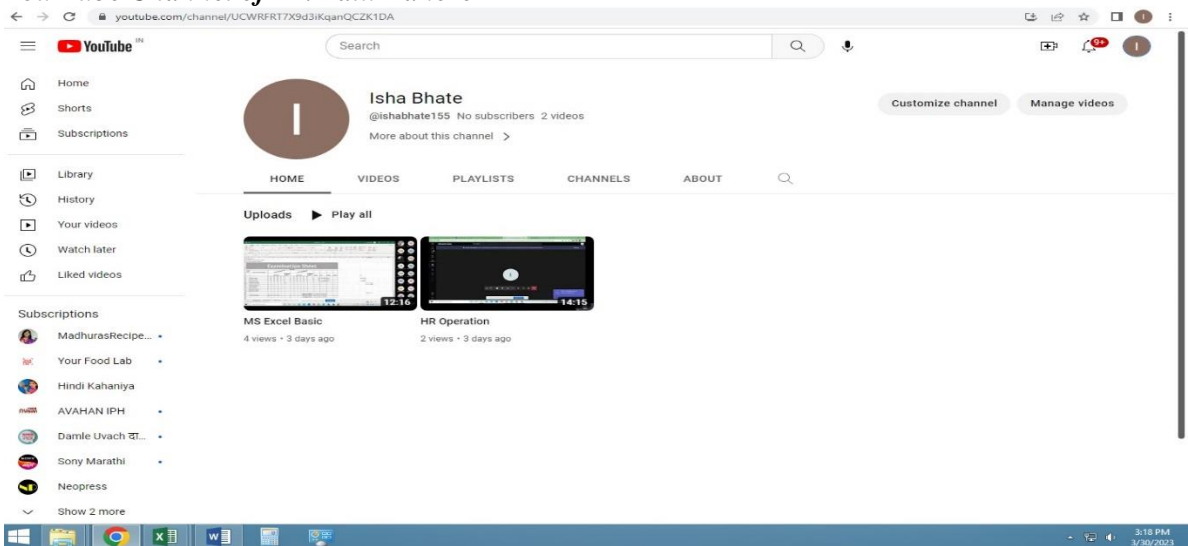 youtube.com/channel/UCWRFRT7X9d3iKqanQCZK1DA
YouTube IN
Search
9+
I
Home
Shorts
Subscriptions
Library
History
Your videos
Watch later
Liked videos
Subscriptions
MadhurasRecipe...
Your Food Lab
Hindi Kahaniya
AVAHAN IPH
Damle Uvach दा...
Sony Marathi
Neopress
Show 2 more
I
Isha Bhate
@ishabhate155 No subscribers 2 videos
More about this channel >
Customize channel Manage videos
HOME VIDEOS PLAYLISTS CHANNELS ABOUT
Uploads Play all
12:16
14:15
MS Excel Basic
4 views • 3 days ago
HR Operation
2 views • 3 days ago
3:18 PM
3/30/2023